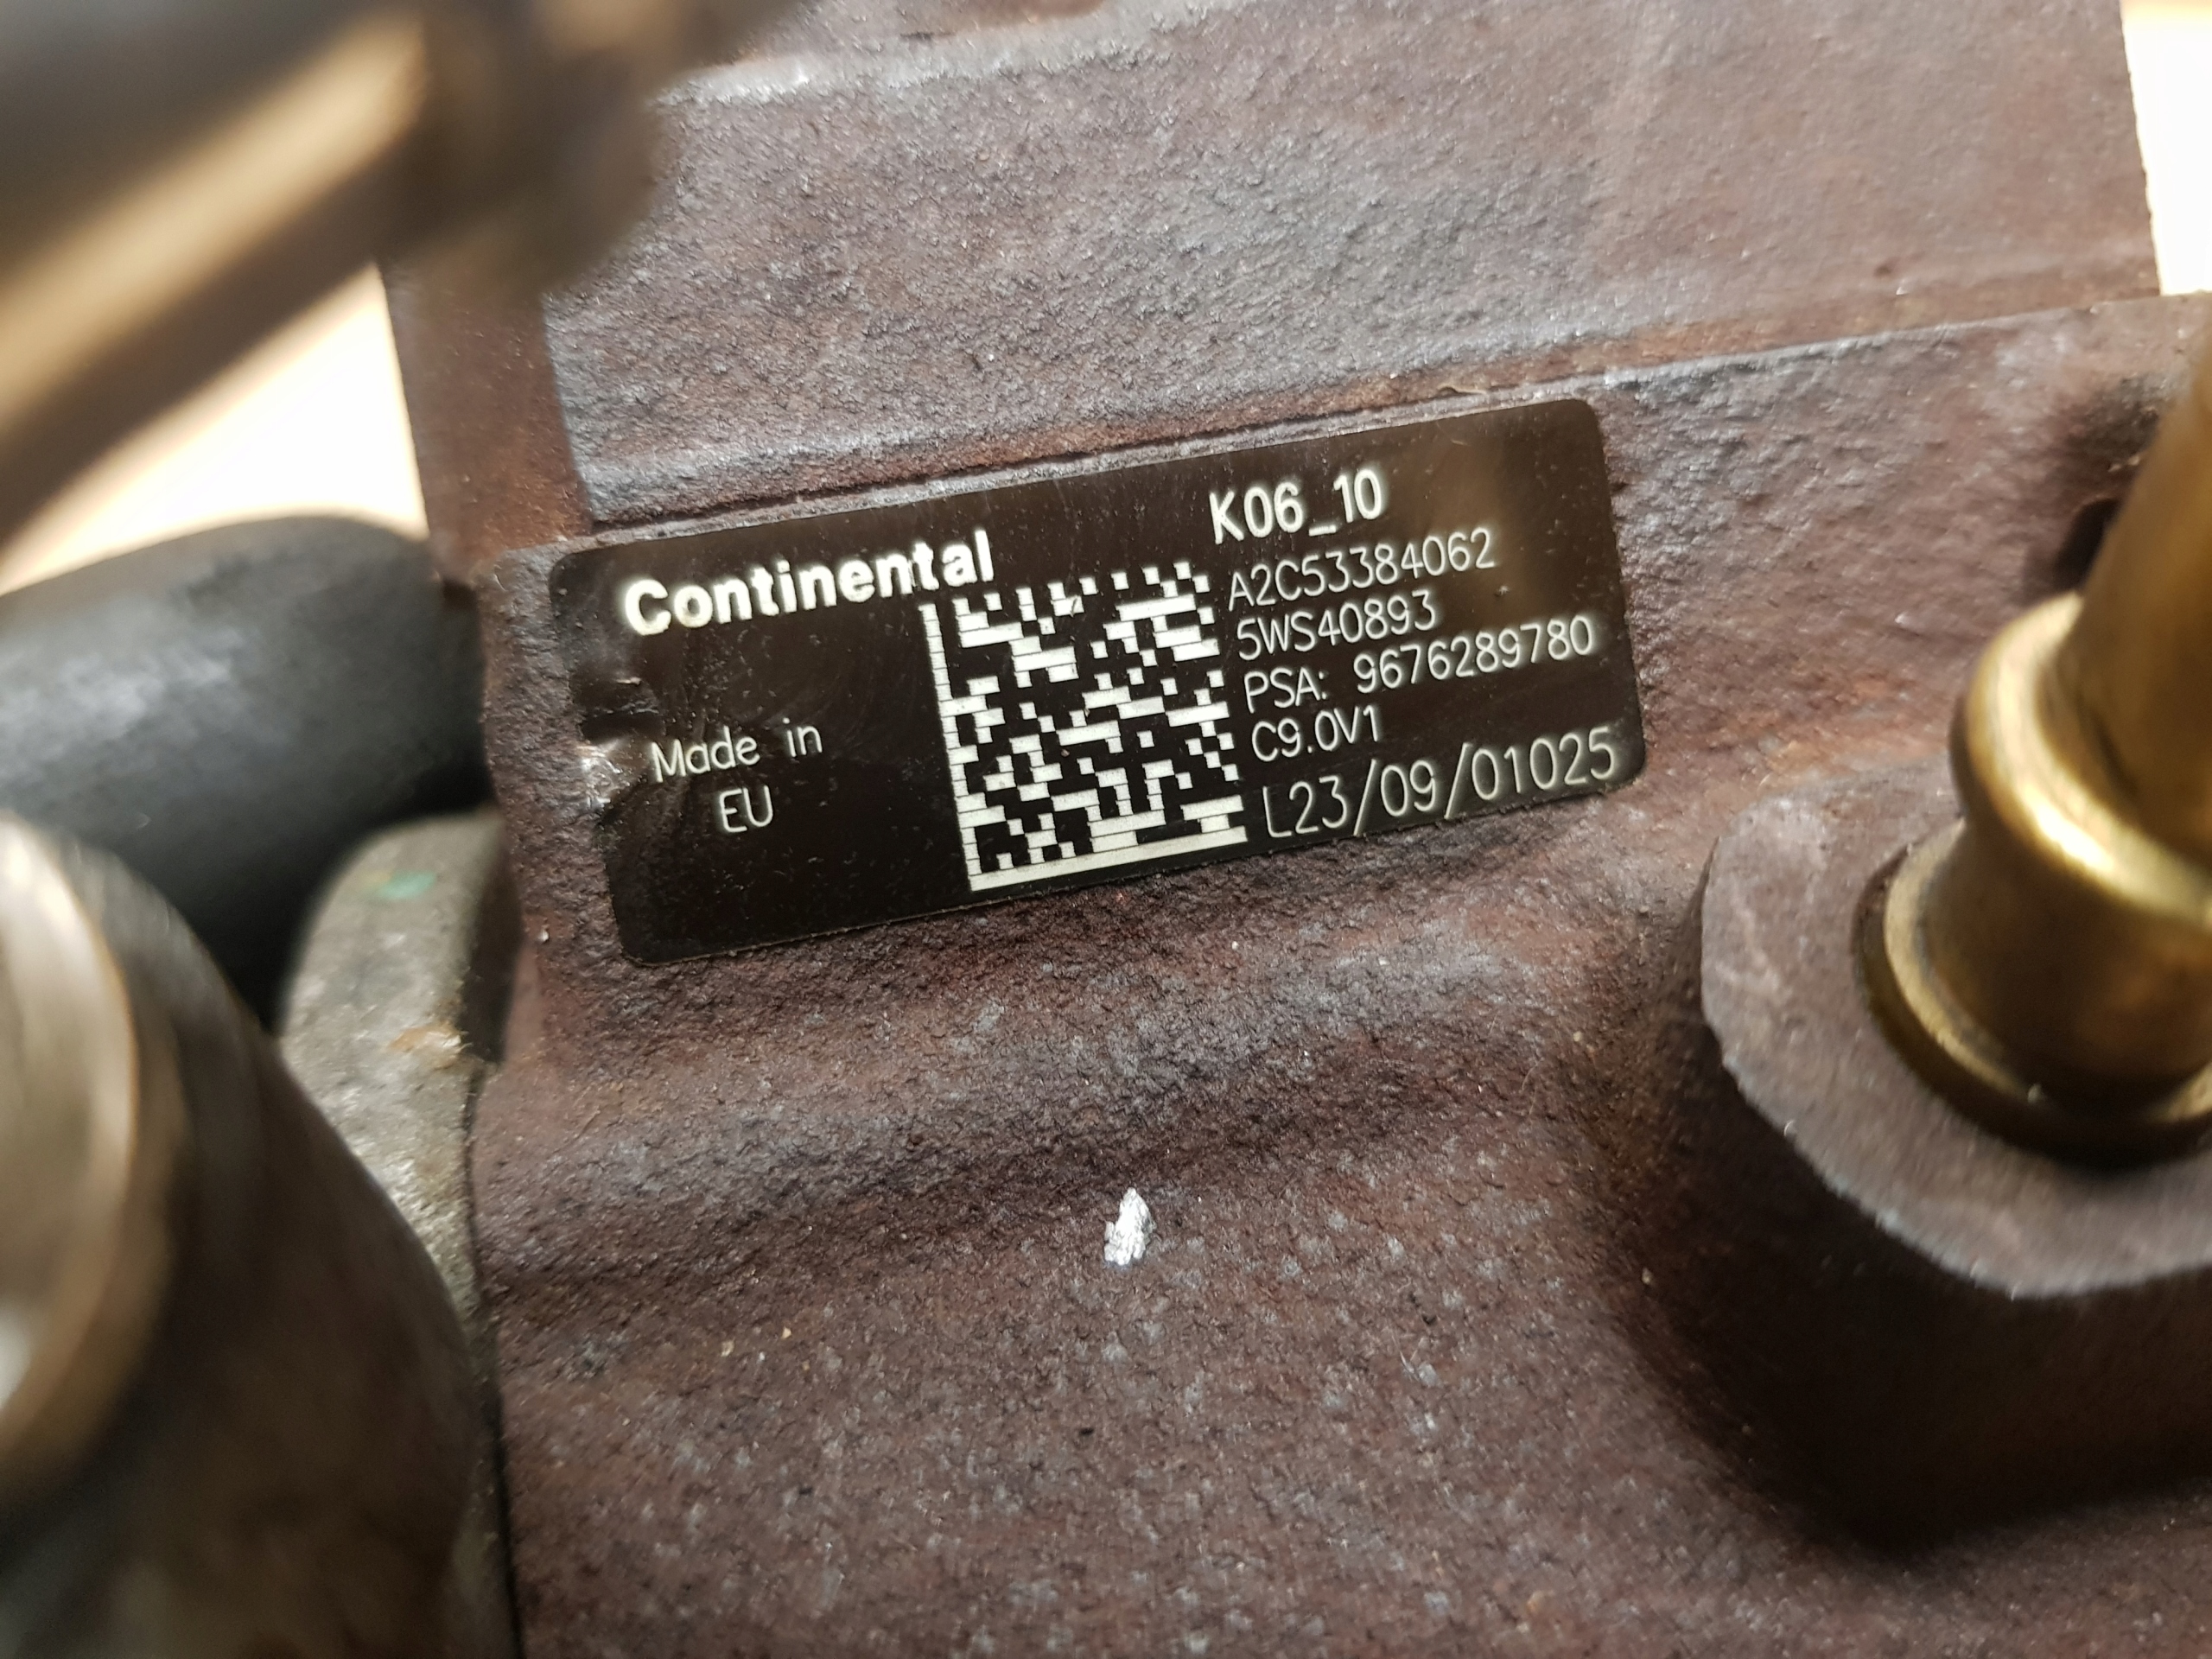 Continental
Made in
EU
K06_10
A2C53384062
5WS40893
PSA: 9676289780
C9.0V1
L23/09/01025